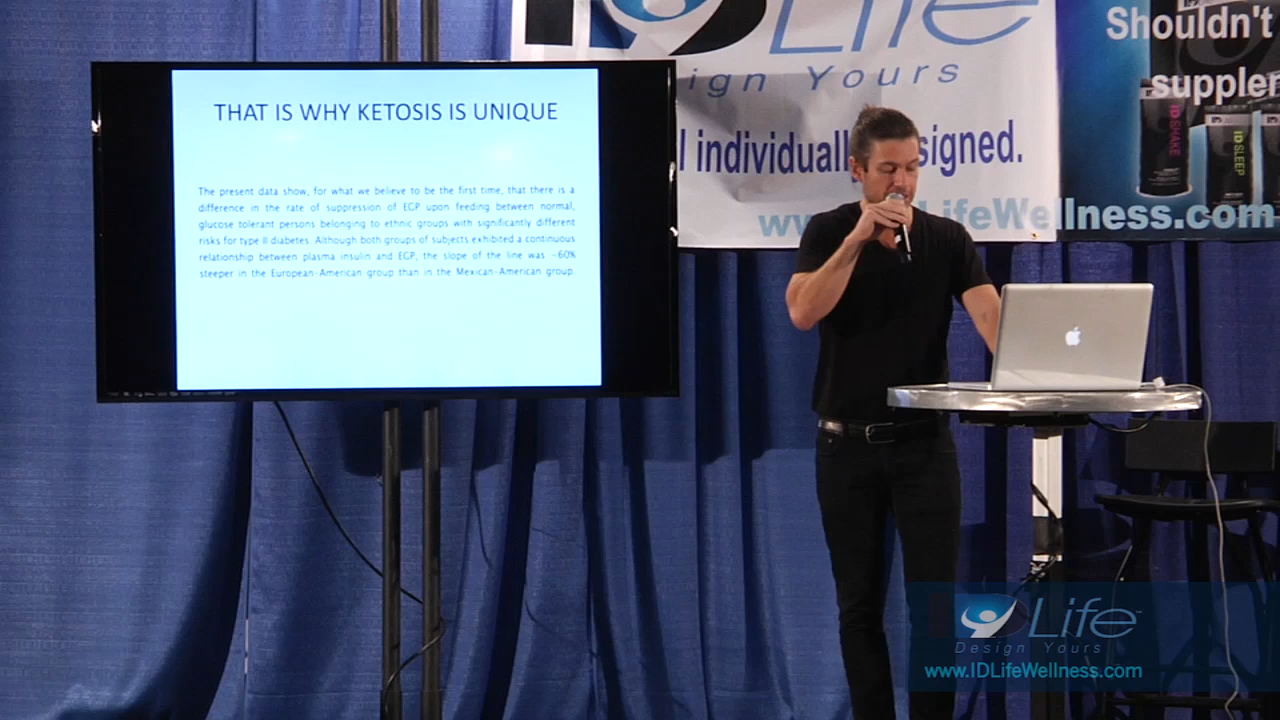 THAT IS WHY KETOSIS IS UNIQUE
The present data show, for what we believe to be the first time, that there is a
difference in the rate of suppression of EGP upon feeding between normal,
glucose tolerant persons belonging to ethnic groups with significantly different
risks for type II diabetes. Although both groups of subjects exhibited a continuous
relationship between plasma insulin and EGP, the slope of the line was ~60%
steeper in the European-American group than in the Mexican-American group.
ID Life
ign Yours
individuall signed.
LifeWellness.com
Shouldn't
supplem
ID SHAKE
ID SLEEP
Life
Design Yours
www.IDLifeWellness.com